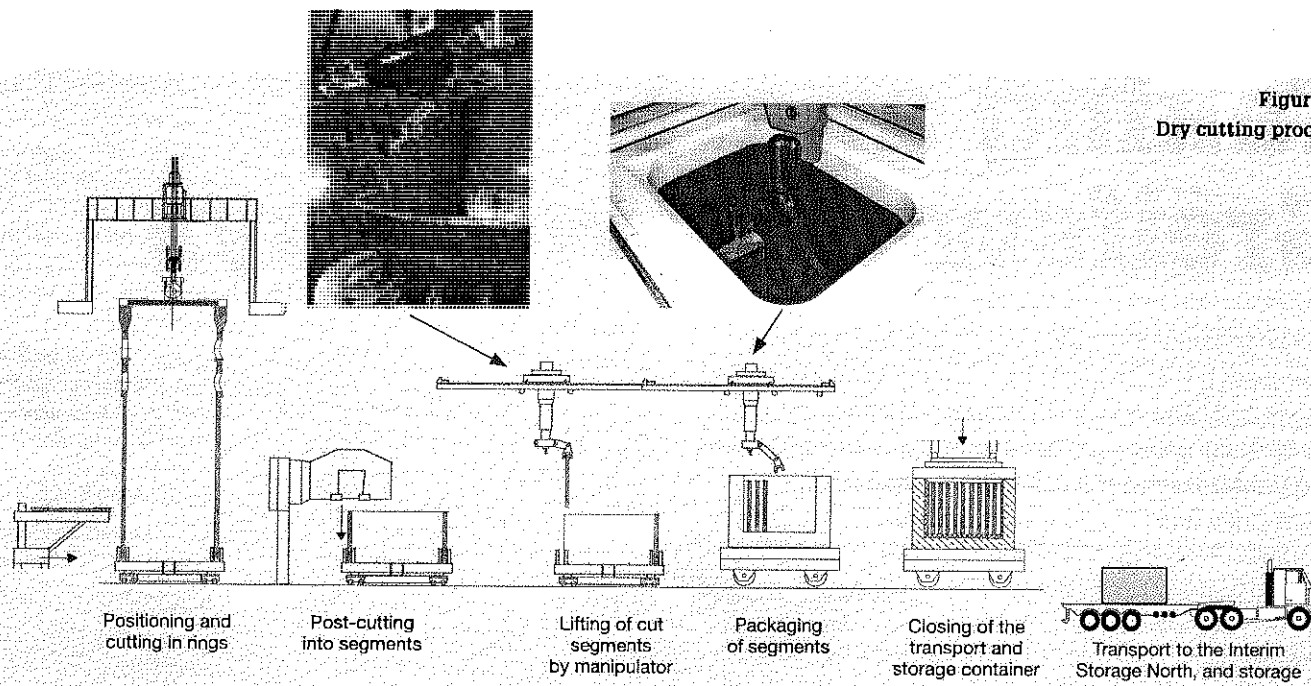 Figur
Dry cutting proc
Positioning and
cutting in rings
Post-cutting
into segments
Lifting of cut
segments
by manipulator
Packaging
of segments
Closing of the
transport and
storage container
Transport to the Interim
Storage North, and storage